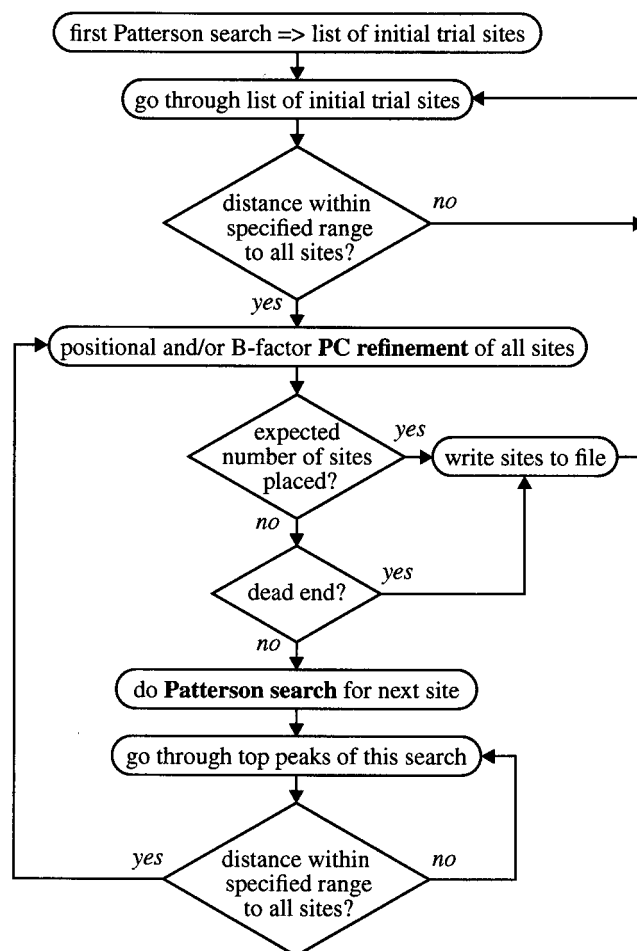 first Patterson search => list of initial trial sites
go through list of initial trial sites
distance within
specified range
to all sites?
no
yes
positional and/or B-factor PC refinement of all sites
expected
number of sites
placed?
yes
write sites to file
no
dead end?
yes
no
do Patterson search for next site
go through top peaks of this search
yes
distance within
specified range
to all sites?
no